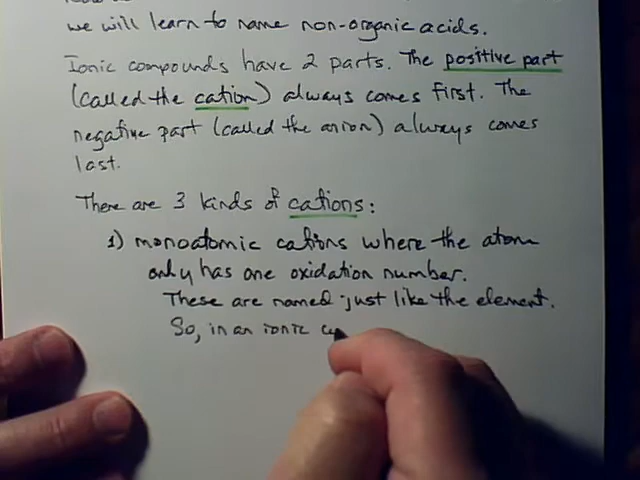 we will learn to name non-organic acids.
Ionic compounds have 2 parts. The positive part
(called the cation) always comes first. The
negative part (called the anion) always comes
last.
There are 3 kinds of cations:
1) monoatomic cations where the atom
only has one oxidation number.
These are named just like the element.
So, in an ionic